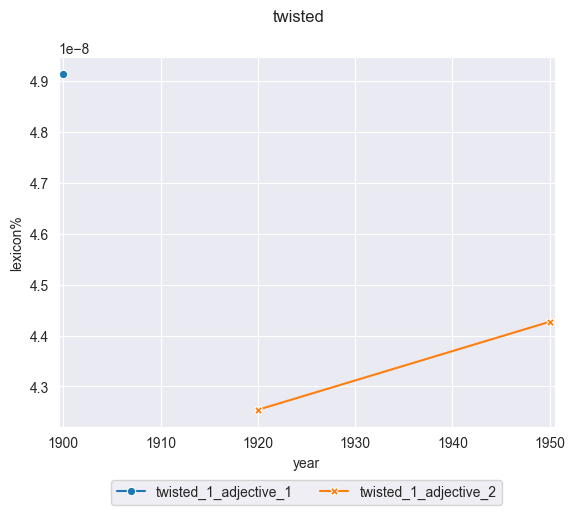 twisted
1e−8
4.9
4.8
4.7
4.6
4.5
4.4
4.3
lexicon%
1900 1910 1920 1930 1940 1950
year
twisted_1_adjective_1 twisted_1_adjective_2